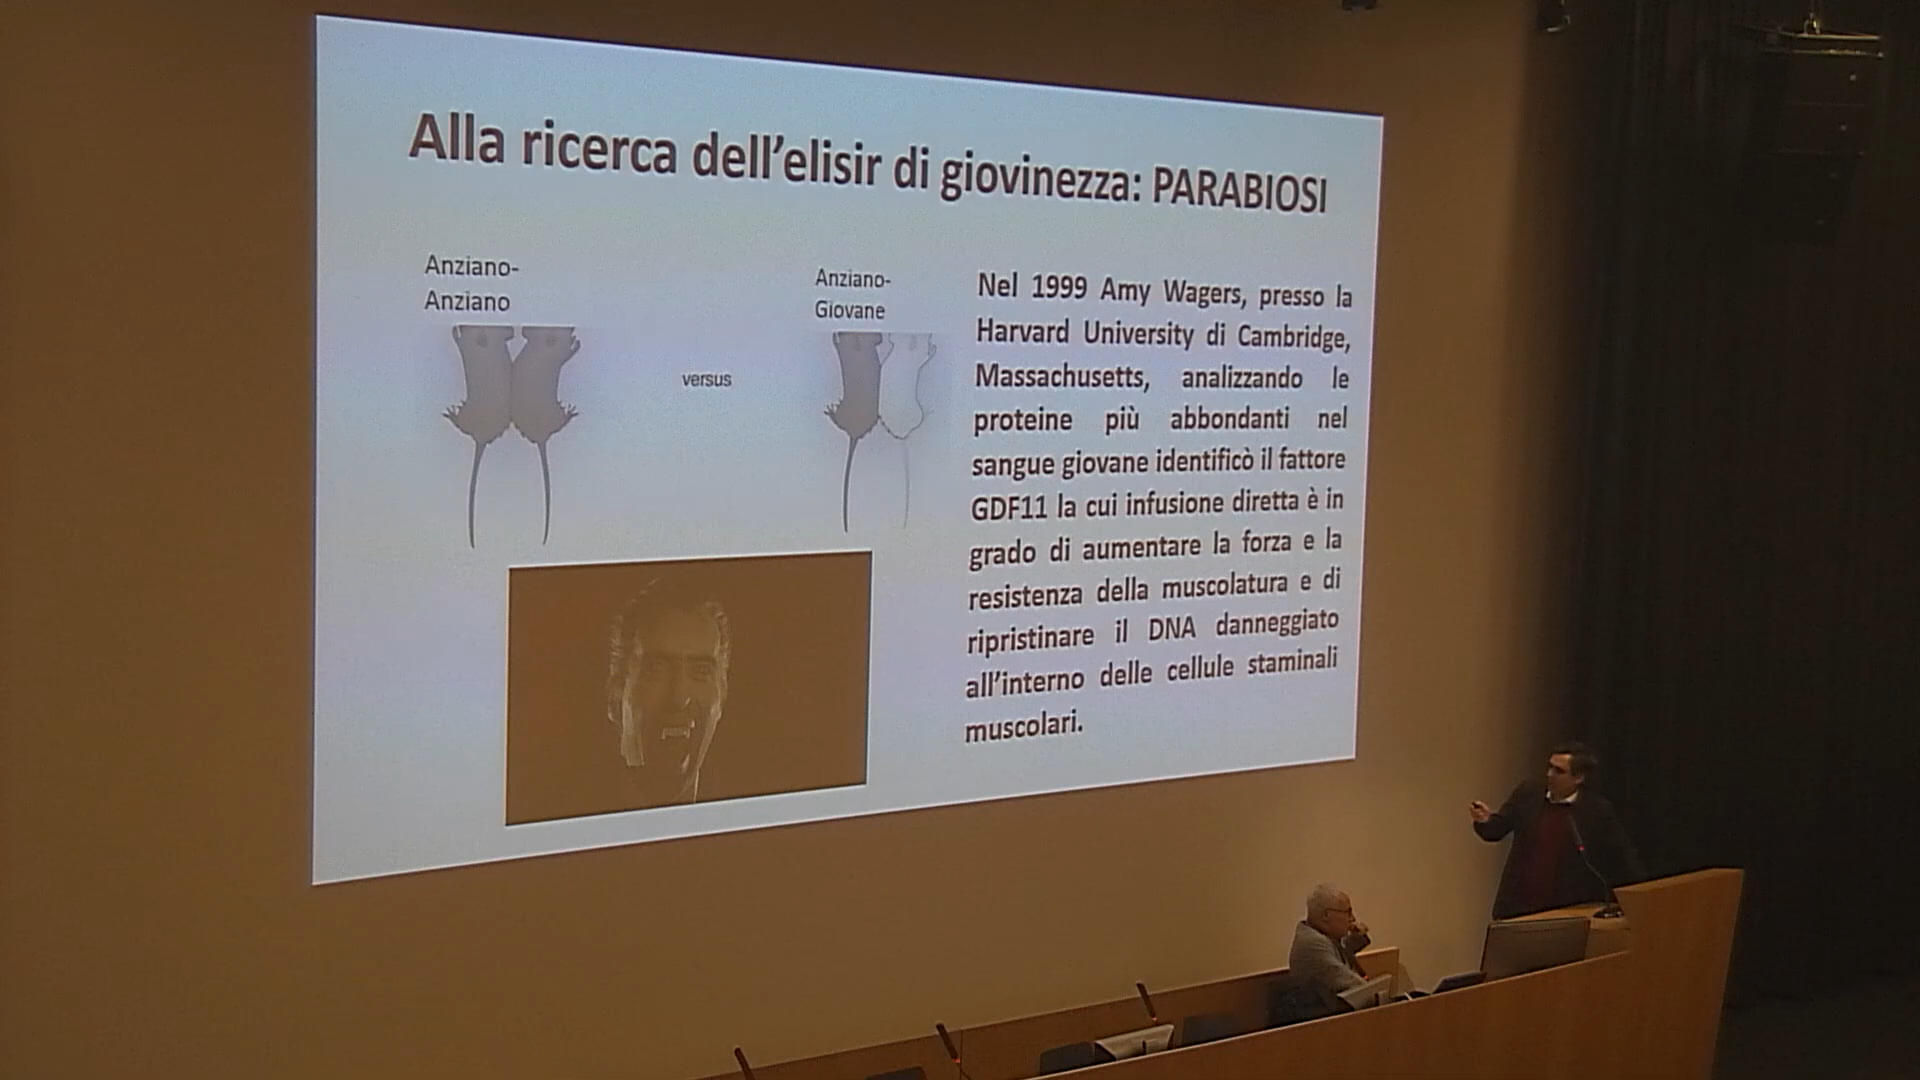 Alla ricerca dell'elisir di giovinezza: PARABIOSI
Anziano-
Anziano
versus
Anziano-
Giovane
Nel 1999 Amy Wagers, presso la
Harvard University di Cambridge,
Massachusetts, analizzando le
proteine più abbondanti nel
sangue giovane identificò il fattore
GDF11 la cui infusione diretta è in
grado di aumentare la forza e la
resistenza della muscolatura e di
ripristinare il DNA danneggiato
all'interno delle cellule staminali
muscolari.